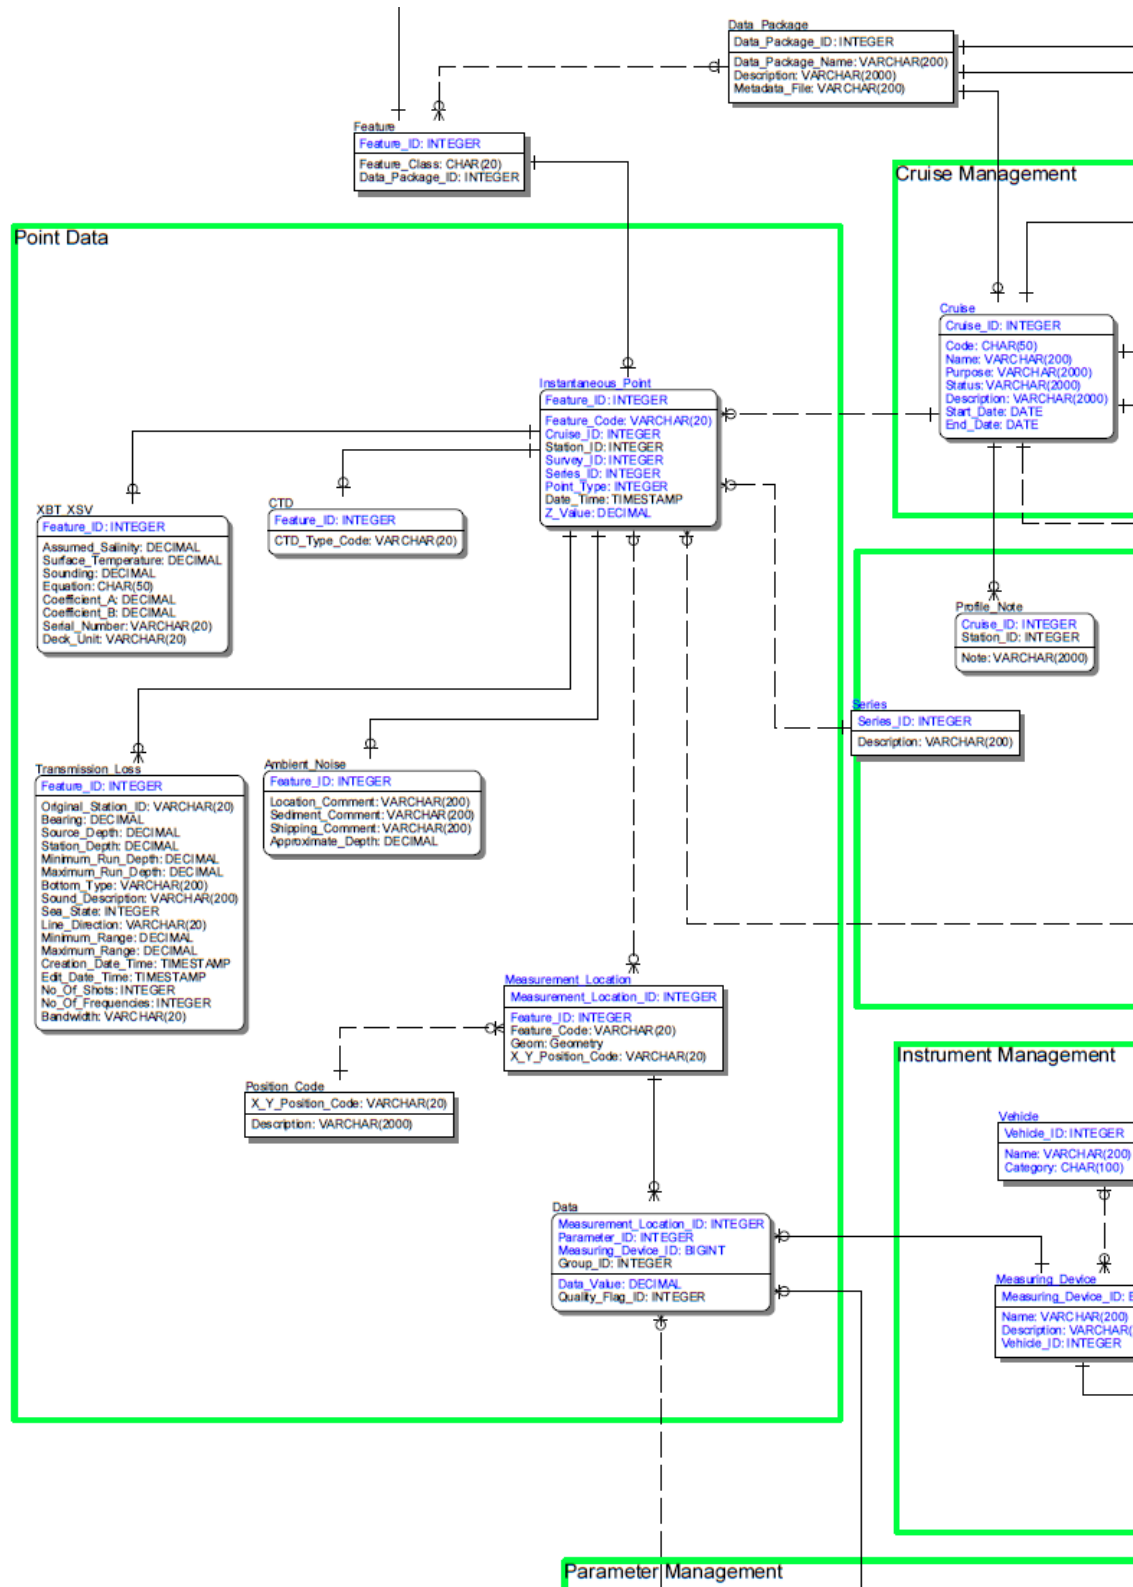 Data_Package
Data_Package_ID: INTEGER
Data_Package_Name: VARCHAR(200)
Description: VARCHAR(2000)
Metadata_File: VARCHAR(200)
Feature
Feature_ID: INTEGER
Feature_Class: CHAR(20)
Data_Package_ID: INTEGER
Cruise Management
Point Data
Cruise
Cruise_ID: INTEGER
Code: CHAR(50)
Name: VARCHAR(200)
Purpose: VARCHAR(2000)
Status: VARCHAR(2000)
Description: VARCHAR(2000)
Start_Date: DATE
End_Date: DATE
Instantaneous_Point
Feature_ID: INTEGER
Feature_Code: VARCHAR(20)
Cruise_ID: INTEGER
Station_ID: INTEGER
Survey_ID: INTEGER
Series_ID: INTEGER
Point_Type: INTEGER
Date_Time: TIMESTAMP
Z_Value: DECIMAL
XBT_XSV
Feature_ID: INTEGER
Assumed_Salinity: DECIMAL
Surface_Temperature: DECIMAL
Sounding: DECIMAL
Equation: CHAR(50)
Coefficient_A: DECIMAL
Coefficient_B: DECIMAL
Serial_Number: VARCHAR(20)
Deck_Unit: VARCHAR(20)
CTD
Feature_ID: INTEGER
CTD_Type_Code: VARCHAR(20)
Profile_Note
Cruise_ID: INTEGER
Station_ID: INTEGER
Note: VARCHAR(2000)
Series
Series_ID: INTEGER
Description: VARCHAR(200)
Transmission_Loss
Feature_ID: INTEGER
Original_Station_ID: VARCHAR(20)
Bearing: DECIMAL
Source_Depth: DECIMAL
Station_Depth: DECIMAL
Minimum_Run_Depth: DECIMAL
Maximum_Run_Depth: DECIMAL
Bottom_Type: VARCHAR(200)
Sound_Description: VARCHAR(200)
Sea_State: INTEGER
Line_Direction: VARCHAR(20)
Minimum_Range: DECIMAL
Maximum_Range: DECIMAL
Creation_Date_Time: TIMESTAMP
Edit_Date_Time: TIMESTAMP
No_Of_Shots: INTEGER
No_Of_Frequencies: INTEGER
Bandwidth: VARCHAR(20)
Ambient_Noise
Feature_ID: INTEGER
Location_Comment: VARCHAR(200)
Sediment_Comment: VARCHAR(200)
Shipping_Comment: VARCHAR(200)
Approximate_Depth: DECIMAL
Measurement_Location
Measurement_Location_ID: INTEGER
Feature_ID: INTEGER
Feature_Code: VARCHAR(20)
Geom: Geometry
X_Y_Position_Code: VARCHAR(20)
Position_Code
X_Y_Position_Code: VARCHAR(20)
Description: VARCHAR(2000)
Instrument Management
Vehicle
Vehicle_ID: INTEGER
Name: VARCHAR(200)
Category: CHAR(100)
Data
Measurement_Location_ID: INTEGER
Parameter_ID: INTEGER
Measuring_Device_ID: BIGINT
Group_ID: INTEGER
Data_Value: DECIMAL
Quality_Flag_ID: INTEGER
Measuring_Device
Measuring_Device_ID:
Name: VARCHAR(200)
Description: VARCHAR(
Vehicle_ID: INTEGER
Parameter Management